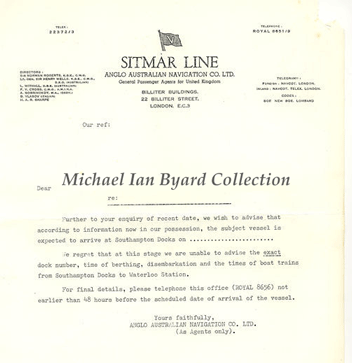 TELEX:
TELEPHONE:
ROYAL 8651/3
SITMAR LINE
ANGLO AUSTRALIAN NAVIGATION CO. LTD.
General Passenger Agents for United Kingdom
BILLITER BUILDINGS,
22 BILLITER STREET,
LONDON, E.C.3
DIRECTORS:
Our ref:
Dear
Michael Ian Byard Collection
re:
Further to your enquiry of recent date, we wish to advise that
according to information now in our possession, the subject vessel is
expected to arrive at Southampton Docks on ........................
We regret that at this stage we are unable to advise the exact
dock number, time of berthing, disembarkation and the times of boat trains
from Southampton Docks to Waterloo Station.
For final details, please telephone this office (ROYAL 8656) not
earlier than 48 hours before the scheduled date of arrival of the vessel.
Yours faithfully,
ANGLO AUSTRALIAN NAVIGATION CO. LTD.
(As Agents only).